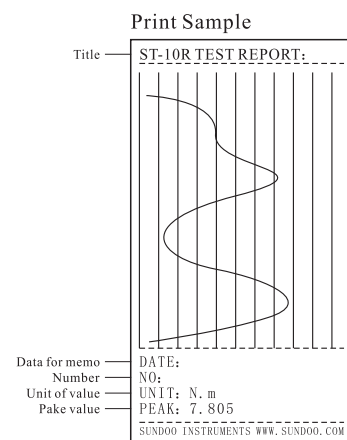 Print Sample
Title
ST-10R TEST REPORT:
Data for memo
DATE:
Number
NO:
Unit of value
UNIT: N.m
Pake value
PEAK: 7.805
SUNDOO INSTRUMENTS WWW.SUNDOO.COM